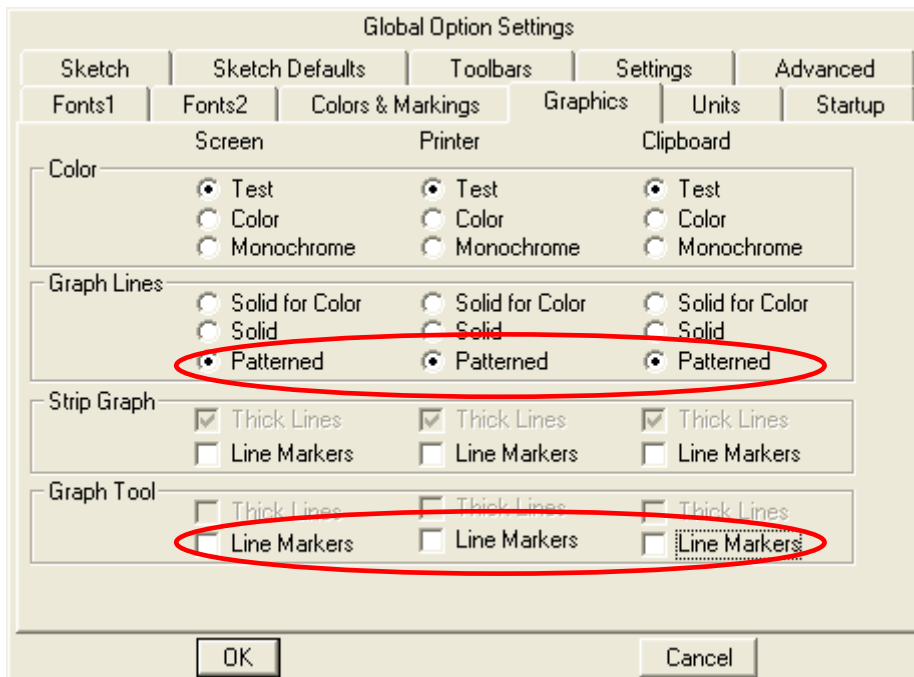 Global Option Settings
Sketch Sketch Defaults Toolbars Settings Advanced
Fonts1 Fonts2 Colors & Markings Graphics Units Startup
Screen Printer Clipboard
Color
Test Test Test
Color Color Color
Monochrome Monochrome Monochrome
Graph Lines
Solid for Color Solid for Color Solid for Color
Solid Solid Solid
Patterned Patterned Patterned
Strip Graph
Thick Lines Thick Lines Thick Lines
Line Markers Line Markers Line Markers
Graph Tool
Thick Lines Thick Lines Thick Lines
Line Markers Line Markers Line Markers
OK Cancel